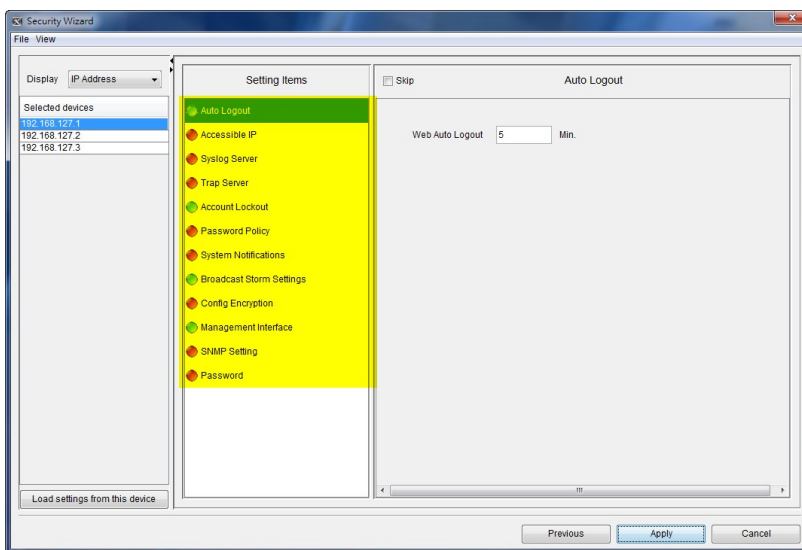 Security Wizard
File View
Display IP Address
Selected devices
192.168.127.1
192.168.127.2
192.168.127.3
Load settings from this device
Setting Items
Auto Logout
Accessible IP
Syslog Server
Trap Server
Account Lockout
Password Policy
System Notifications
Broadcast Storm Settings
Config Encryption
Management Interface
SNMP Setting
Password
Skip Auto Logout
Web Auto Logout 5 Min.
Previous Apply Cancel